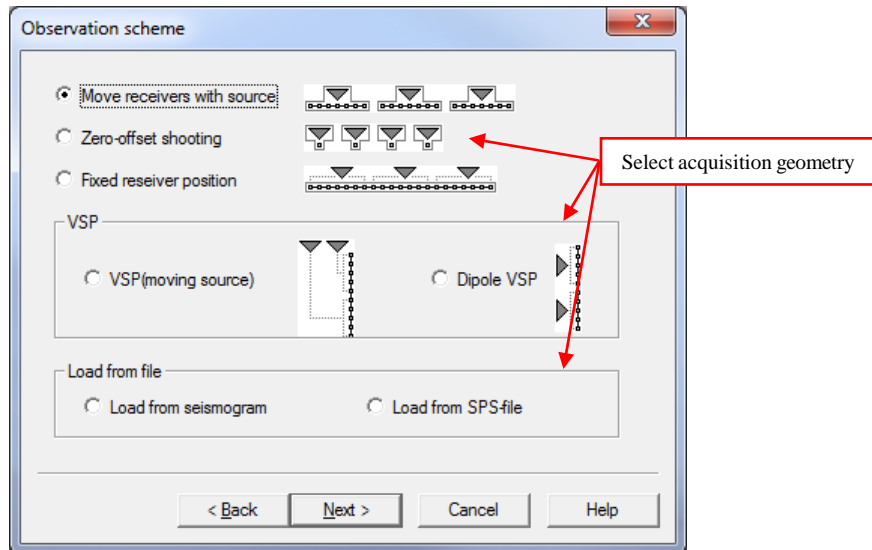 Observation scheme
Move receivers with source
Zero-offset shooting
Select acquisition geometry
Fixed reseiver position
VSP
VSP(moving source)
Dipole VSP
Load from file
Load from seismogram
Load from SPS-file
< Back
Next >
Cancel
Help